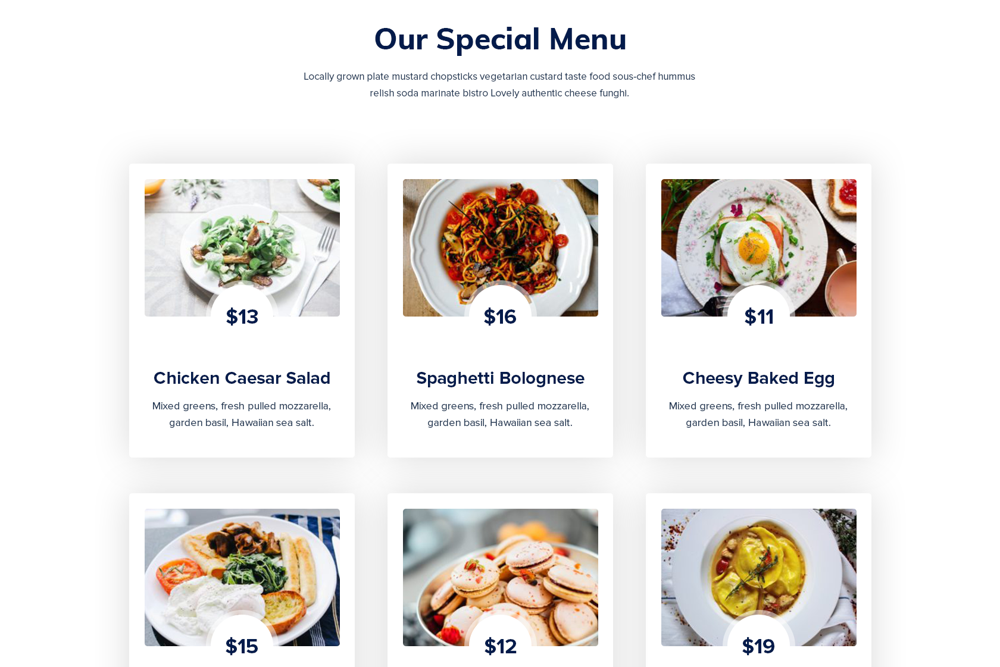 Our Special Menu
Locally grown plate mustard chopsticks vegetarian custard taste food sous-chef hummus
relish soda marinate bistro Lovely authentic cheese funghi.
$13
Chicken Caesar Salad
Mixed greens, fresh pulled mozzarella,
garden basil, Hawaiian sea salt.
$16
Spaghetti Bolognese
Mixed greens, fresh pulled mozzarella,
garden basil, Hawaiian sea salt.
$11
Cheesy Baked Egg
Mixed greens, fresh pulled mozzarella,
garden basil, Hawaiian sea salt.
$15
$12
$19